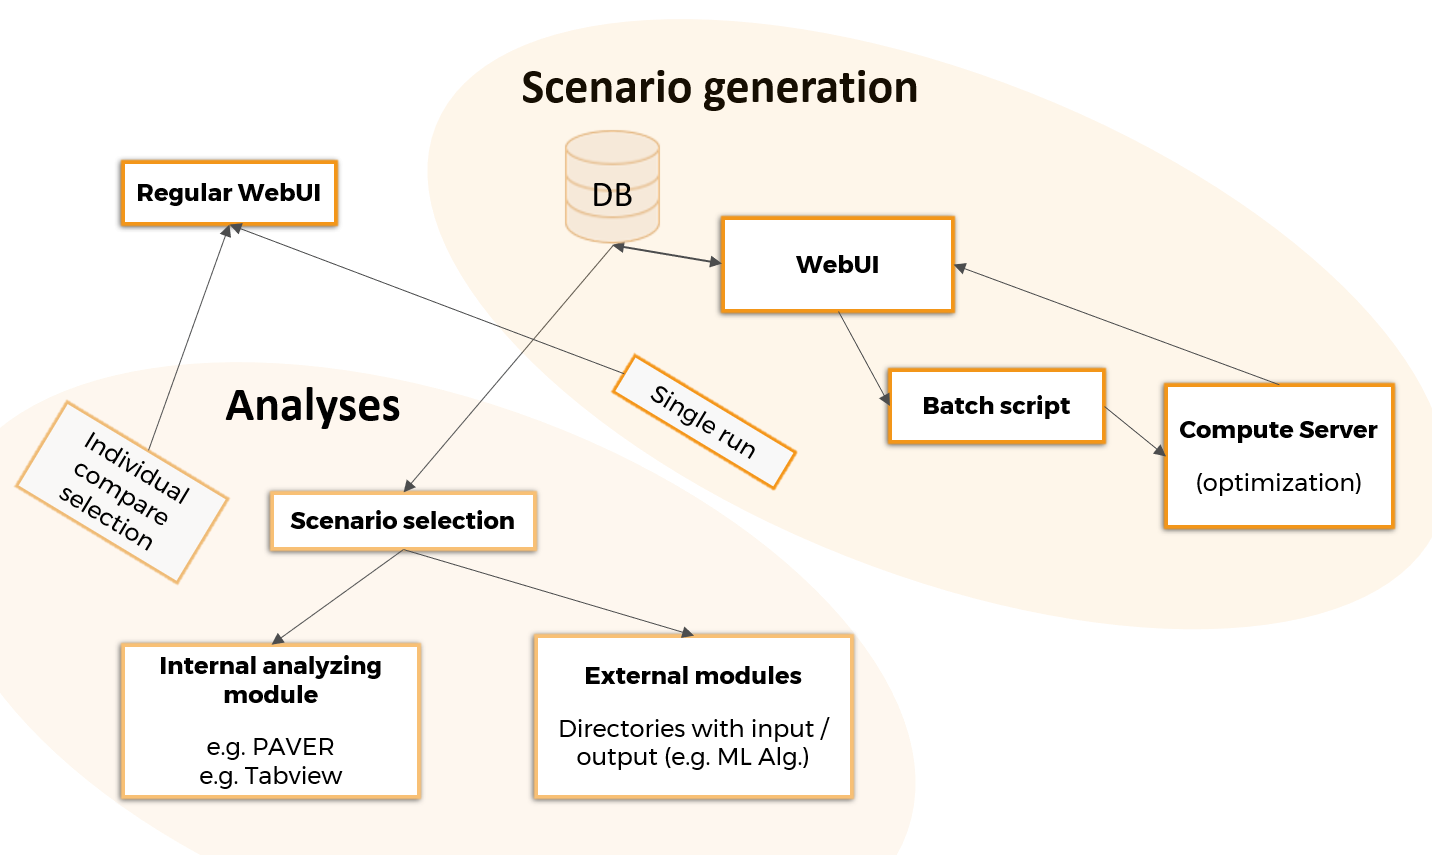 Scenario generation
DB
Regular WebUI
WebUI
Single run
Batch script
Compute Server
(optimization)
Analyses
Individual
compare
selection
Scenario selection
Internal analyzing
module
e.g. PAVER
e.g. Tabview
External modules
Directories with input /
output (e.g. ML Alg.)